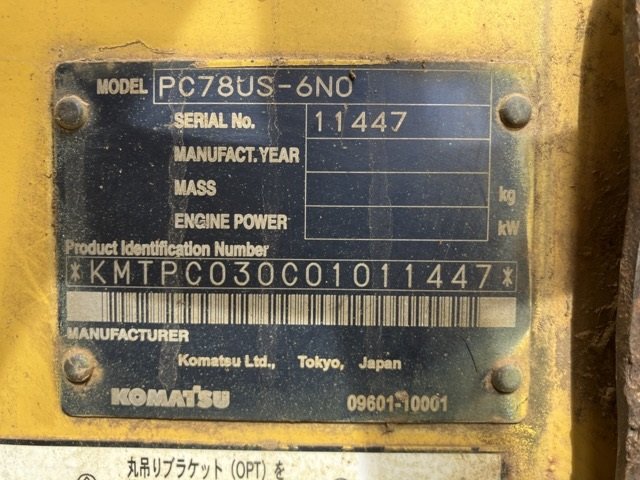 MODEL PC78US-6N0
SERIAL No. 11447
MANUFACT. YEAR
MASS kg
ENGINE POWER kW
Product Identification Number
*KMTPC030C01011447*
MANUFACTURER
Komatsu Ltd., Tokyo, Japan
KOMATSU 09601-10001
丸吊りブラケット(OPT)を